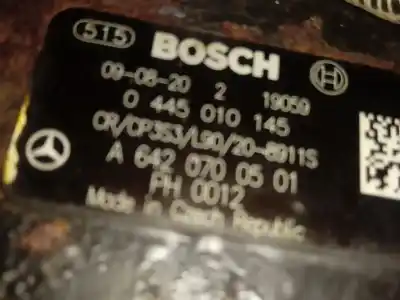 515 BOSCH
09-08-20 2 19059
0 445 010 145
CR/CP3S3/L90/20-8911S
A 642 070 05 01
FH 0012
Made in Czech Republic